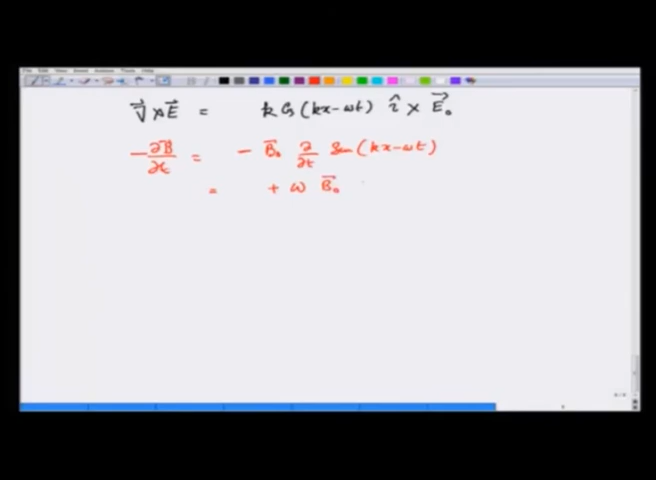 ∇⃗ × E⃗ = k Cos (kx - ωt) î × E⃗₀
- ∂B⃗/∂t = - B⃗₀ ∂/∂t Sin (kx - ωt)
= + ω B⃗₀